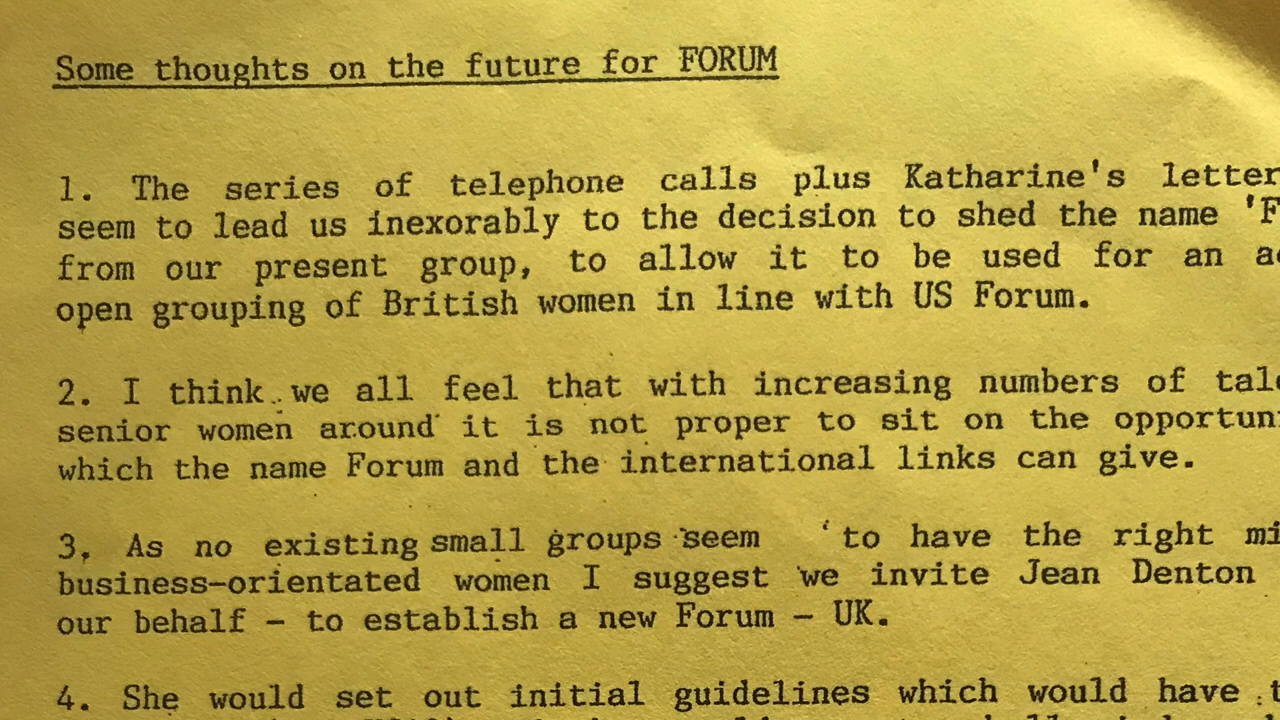 Some thoughts on the future for FORUM
1. The series of telephone calls plus Katharine's letter
seem to lead us inexorably to the decision to shed the name 'F
from our present group, to allow it to be used for an a
open grouping of British women in line with US Forum.
2. I think we all feel that with increasing numbers of tale
senior women around it is not proper to sit on the opportuni
which the name Forum and the international links can give.
3. As no existing small groups seem to have the right mi
business-orientated women I suggest we invite Jean Denton
our behalf - to establish a new Forum - UK.
4. She would set out initial guidelines which would have t